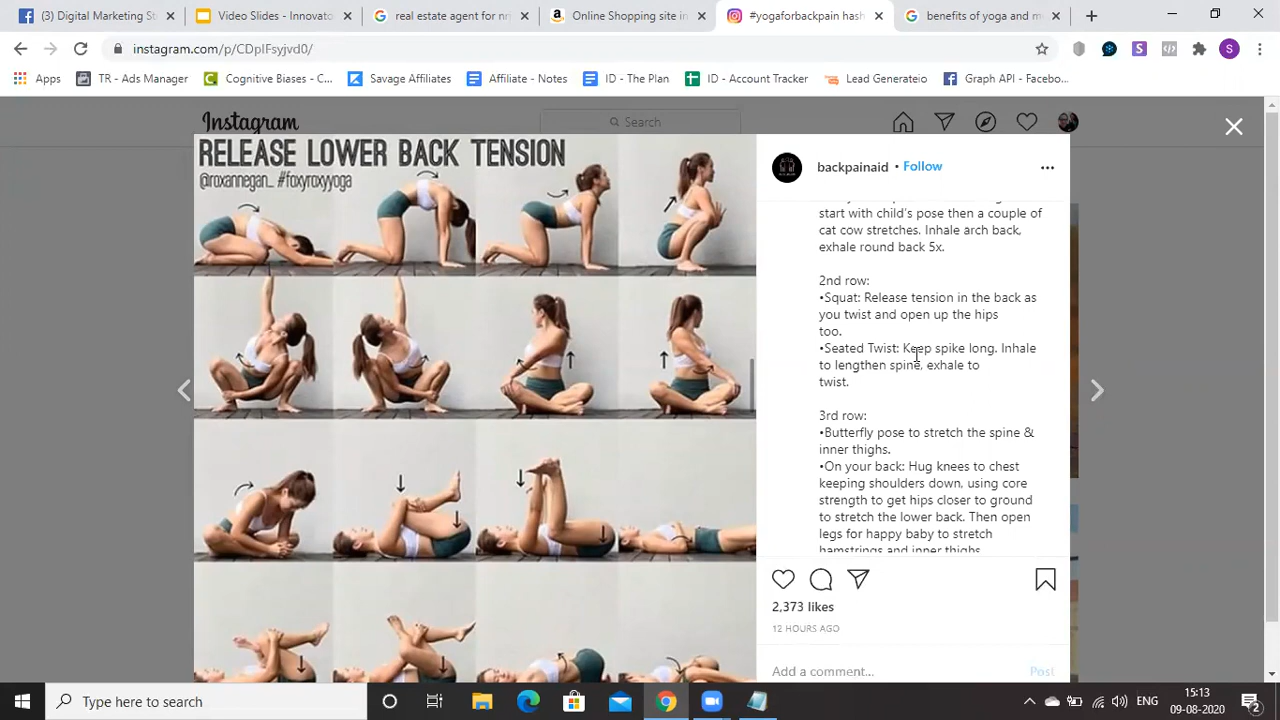 Digital Marketing St
Video Slides - Innovato
real estate agent for nri
Online Shopping site in
#yogaforbackpain hash
benefits of yoga and m
instagram.com/p/CDpIFsyjvd0/
S
Apps
TR - Ads Manager
Cognitive Biases - C...
Savage Affiliates
Affiliate - Notes
ID - The Plan
ID - Account Tracker
Lead Generatio
Graph API - Facebo...
Instagram
Search
RELEASE LOWER BACK TENSION
@roxannegan_ #foxyroxyyoga
backpainaid • Follow
start with child's pose then a couple of
cat cow stretches. Inhale arch back,
exhale round back 5x.
2nd row:
•Squat: Release tension in the back as
you twist and open up the hips
too.
•Seated Twist: Keep spike long. Inhale
to lengthen spine, exhale to
twist.
3rd row:
•Butterfly pose to stretch the spine &
inner thighs.
•On your back: Hug knees to chest
keeping shoulders down, using core
strength to get hips closer to ground
to stretch the lower back. Then open
legs for happy baby to stretch
hamstrings and inner thighs
2,373 likes
12 HOURS AGO
Add a comment...
Post
Type here to search
ENG
15:13
09-08-2020
2